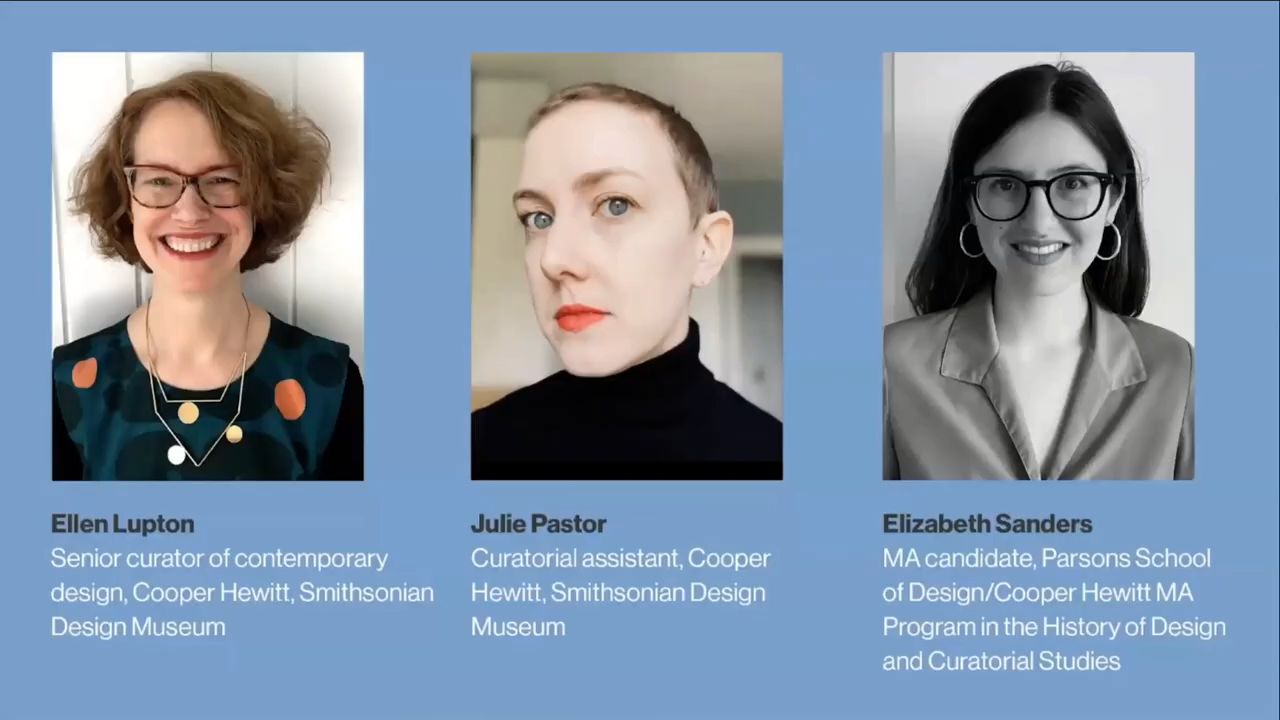 Ellen Lupton
Senior curator of contemporary
design, Cooper Hewitt, Smithsonian
Design Museum
Julie Pastor
Curatorial assistant, Cooper
Hewitt, Smithsonian Design
Museum
Elizabeth Sanders
MA candidate, Parsons School
of Design/Cooper Hewitt MA
Program in the History of Design
and Curatorial Studies